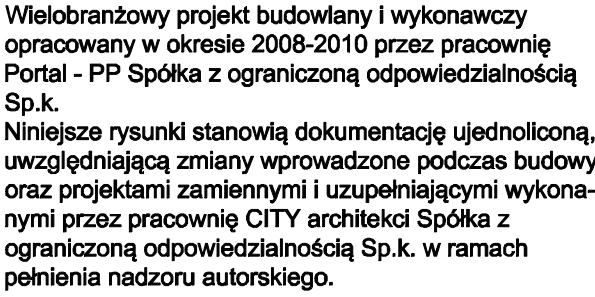 Wielobranżowy projekt budowlany i wykonawczy
opracowany w okresie 2008-2010 przez pracownię
Portal - PP Spółka z ograniczoną odpowiedzialnością
Sp.k.
Niniejsze rysunki stanowią dokumentację ujednoliconą,
uwzględniającą zmiany wprowadzone podczas budowy
oraz projektami zamiennymi i uzupełniającymi wykona-
nymi przez pracownię CITY architekci Spółka z
ograniczoną odpowiedzialnością Sp.k. w ramach
pełnienia nadzoru autorskiego.